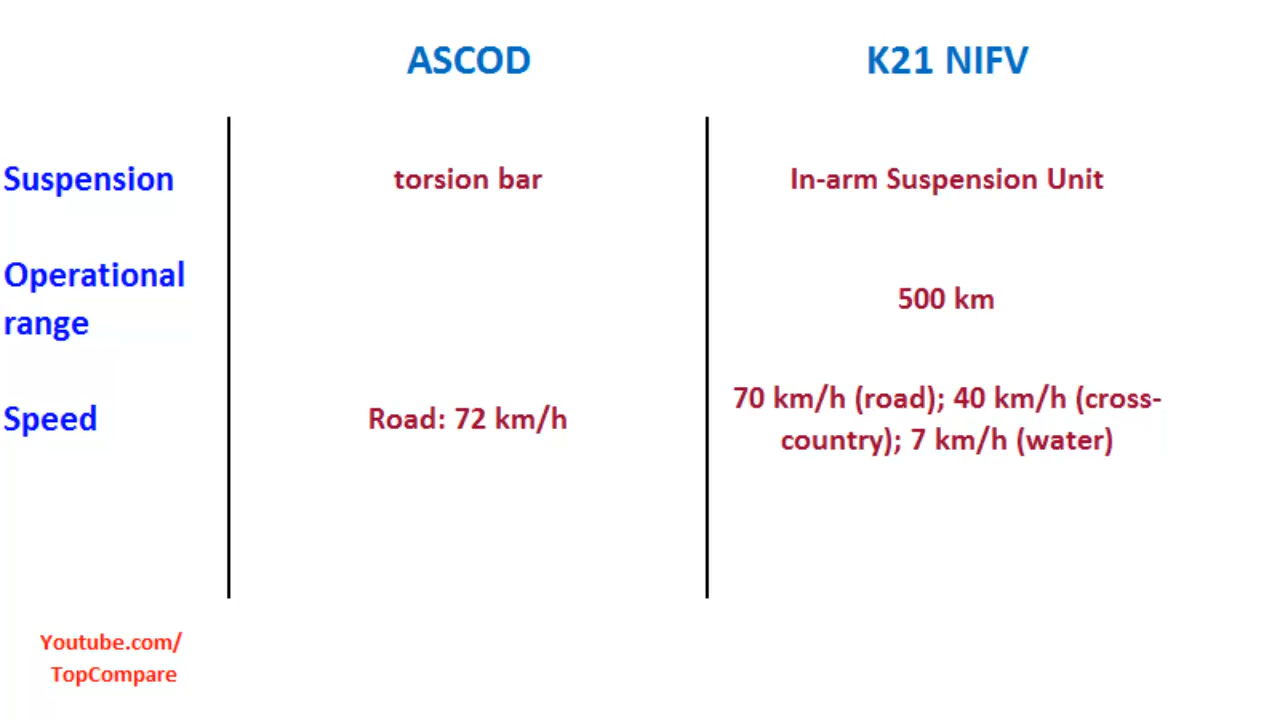 ASCOD K21 NIFV
Suspension torsion bar In-arm Suspension Unit
Operational
range
500 km
Speed Road: 72 km/h
70 km/h (road); 40 km/h (cross-
country); 7 km/h (water)
Youtube.com/
TopCompare